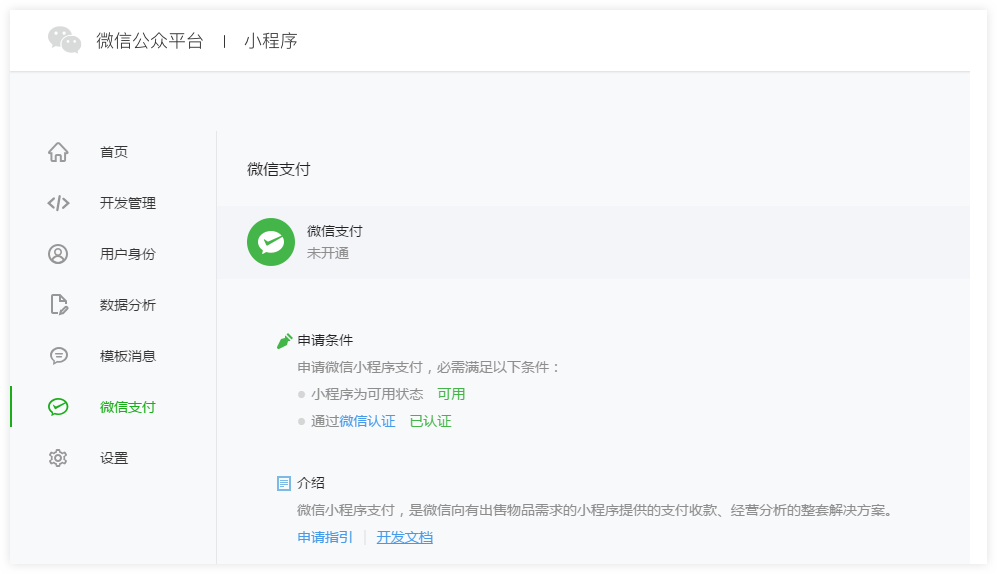 微信公众平台 | 小程序
首页
开发管理
用户身份
数据分析
模板消息
微信支付
设置
微信支付
微信支付
未开通
申请条件
申请微信小程序支付，必需满足以下条件：
小程序为可用状态 可用
通过微信认证 已认证
介绍
微信小程序支付，是微信向有出售物品需求的小程序提供的支付收款、经营分析的整套解决方案。
申请指引 | 开发文档